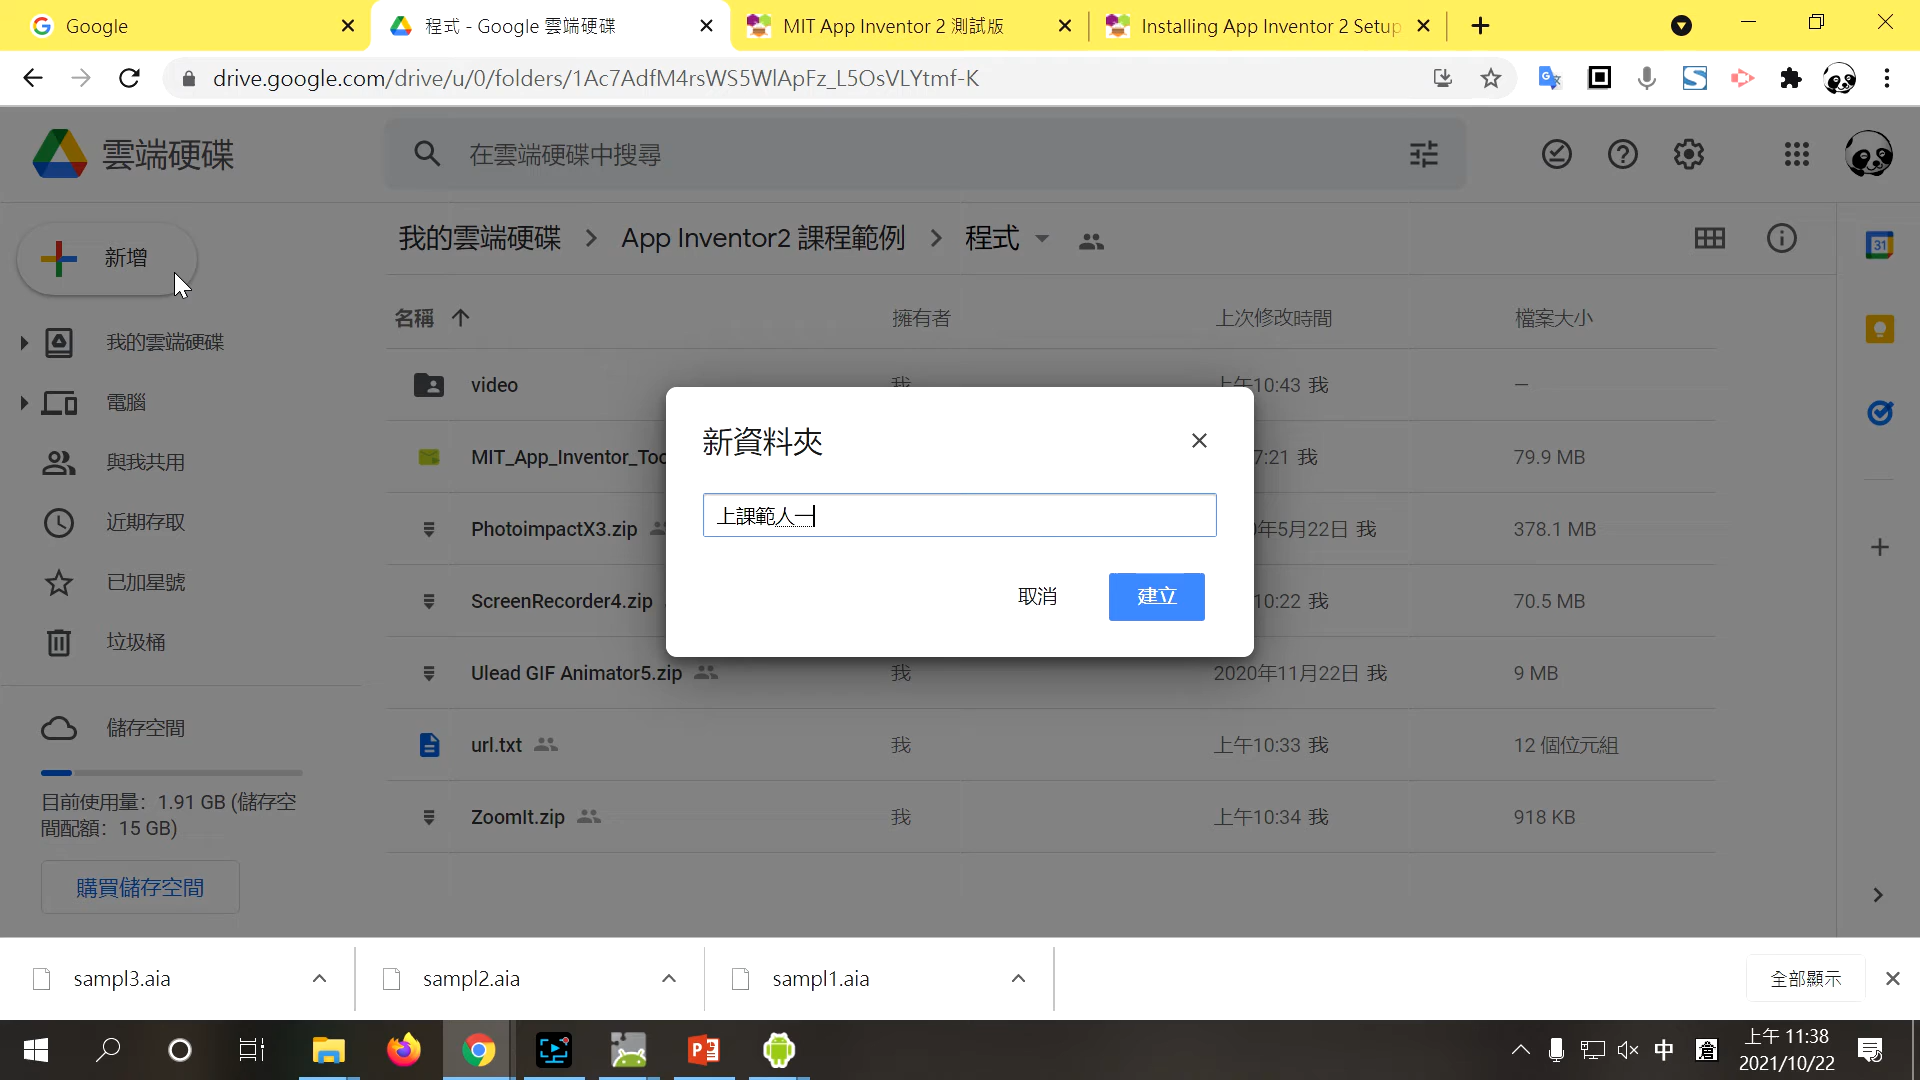 Google
程式 - Google 雲端硬碟
MIT App Inventor 2 測試版
Installing App Inventor 2 Setup
drive.google.com/drive/u/0/folders/1Ac7AdfM4rsWS5WlApFz_L5OsVLYtmf-K
雲端硬碟
在雲端硬碟中搜尋
新增
我的雲端硬碟
App Inventor2 課程範例
程式
31
名稱
擁有者
上次修改時間
檔案大小
我的雲端硬碟
電腦
與我共用
近期存取
已加星號
垃圾桶
儲存空間
目前使用量：1.91 GB (儲存空
間配額：15 GB)
購買儲存空間
video
我
上午10:43 我
–
MIT_App_Inventor_Too
7:21 我
79.9 MB
PhotoimpactX3.zip
年5月22日 我
378.1 MB
ScreenRecorder4.zip
10:22 我
70.5 MB
Ulead GIF Animator5.zip
我
2020年11月22日 我
9 MB
url.txt
我
上午10:33 我
12 個位元組
ZoomIt.zip
我
上午10:34 我
918 KB
新資料夾
上課範人一
取消
建立
sampl3.aia
sampl2.aia
sampl1.aia
全部顯示
中
倉
上午 11:38
2021/10/22